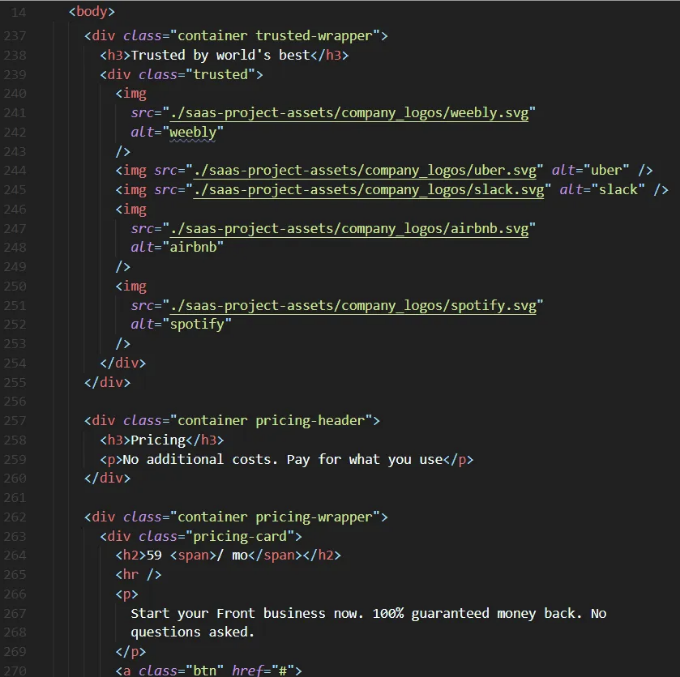 14 <body>
237 <div class="container trusted-wrapper">
238 <h3>Trusted by world's best</h3>
239 <div class="trusted">
240 <img
241 src="./saas-project-assets/company_logos/weebly.svg"
242 alt="weebly"
243 />
244 <img src="./saas-project-assets/company_logos/uber.svg" alt="uber" />
245 <img src="./saas-project-assets/company_logos/slack.svg" alt="slack" />
246 <img
247 src="./saas-project-assets/company_logos/airbnb.svg"
248 alt="airbnb"
249 />
250 <img
251 src="./saas-project-assets/company_logos/spotify.svg"
252 alt="spotify"
253 />
254 </div>
255 </div>
256
257 <div class="container pricing-header">
258 <h3>Pricing</h3>
259 <p>No additional costs. Pay for what you use</p>
260 </div>
261
262 <div class="container pricing-wrapper">
263 <div class="pricing-card">
264 <h2>59 <span>/ mo</span></h2>
265 <hr />
266 <p>
267 Start your Front business now. 100% guaranteed money back. No
268 questions asked.
269 </p>
270 <a class="btn" href="#">